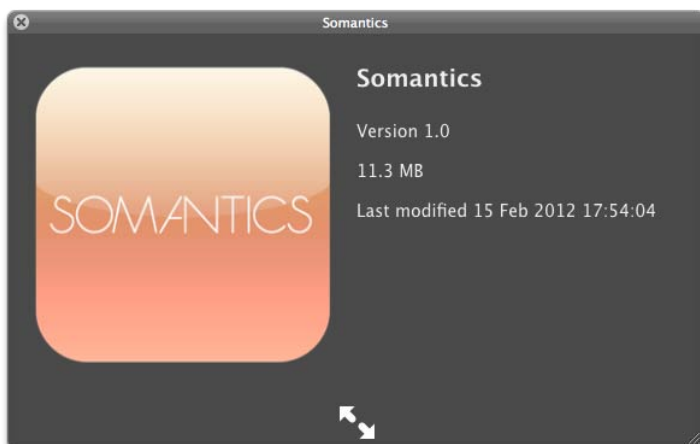 Somantics
SOMANTICS
Somantics
Version 1.0
11.3 MB
Last modified 15 Feb 2012 17:54:04